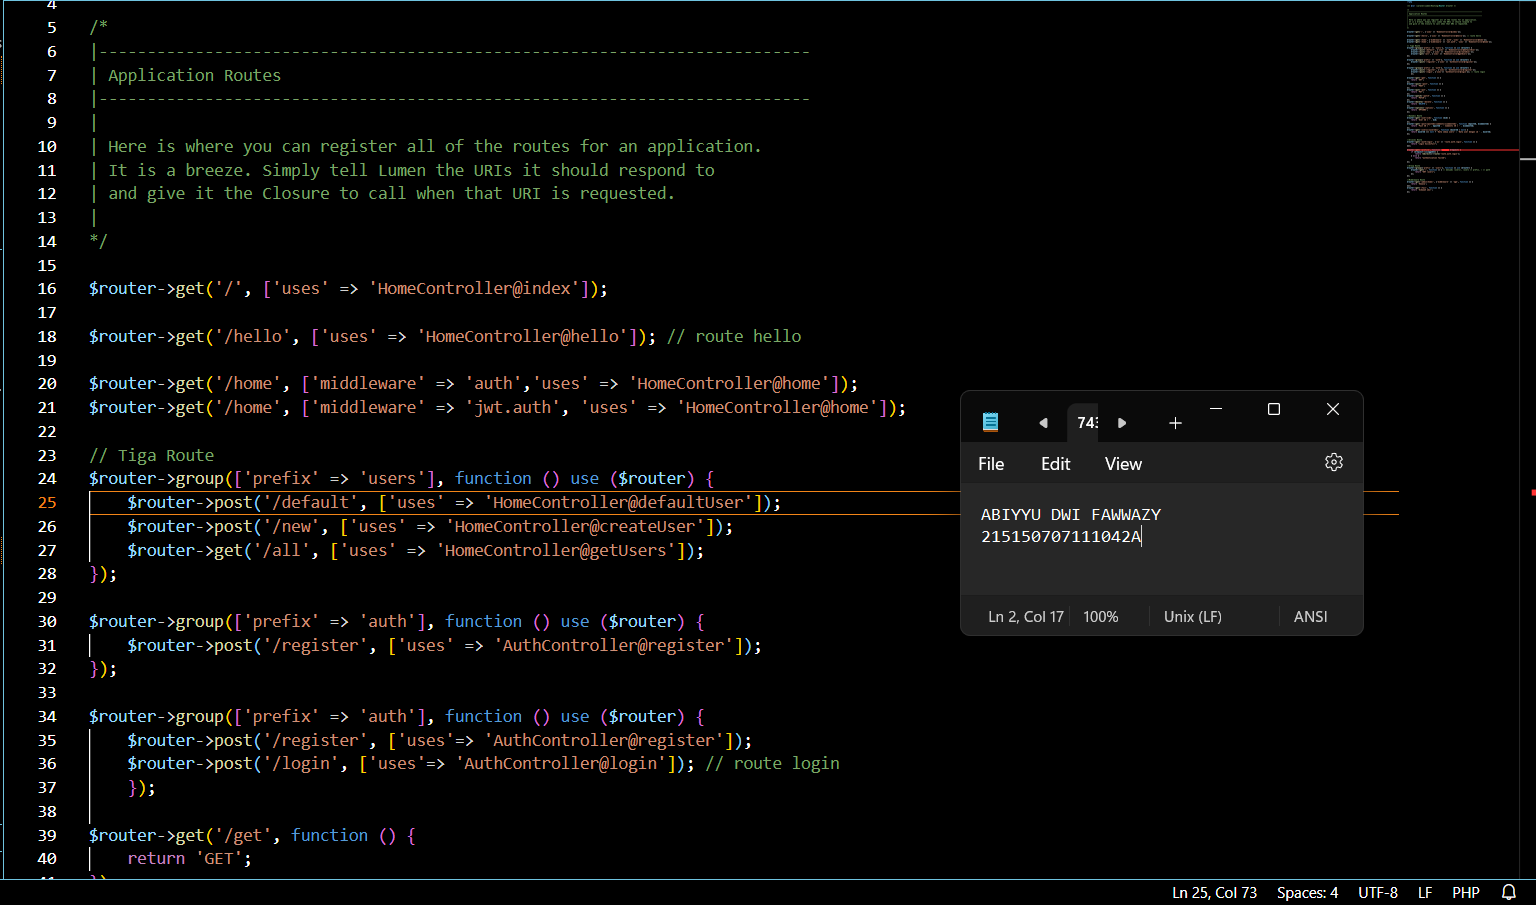 4
5 /*
6 |--------------------------------------------------------------------------
7 | Application Routes
8 |--------------------------------------------------------------------------
9 |
10 | Here is where you can register all of the routes for an application.
11 | It is a breeze. Simply tell Lumen the URIs it should respond to
12 | and give it the Closure to call when that URI is requested.
13 |
14 */
15
16 $router->get('/', ['uses' => 'HomeController@index']);
17
18 $router->get('/hello', ['uses' => 'HomeController@hello']); // route hello
19
20 $router->get('/home', ['middleware' => 'auth','uses' => 'HomeController@home']);
21 $router->get('/home', ['middleware' => 'jwt.auth', 'uses' => 'HomeController@home']);
22
23 // Tiga Route
24 $router->group(['prefix' => 'users'], function () use ($router) {
25 $router->post('/default', ['uses' => 'HomeController@defaultUser']);
26 $router->post('/new', ['uses' => 'HomeController@createUser']);
27 $router->get('/all', ['uses' => 'HomeController@getUsers']);
28 });
29
30 $router->group(['prefix' => 'auth'], function () use ($router) {
31 $router->post('/register', ['uses' => 'AuthController@register']);
32 });
33
34 $router->group(['prefix' => 'auth'], function () use ($router) {
35 $router->post('/register', ['uses'=> 'AuthController@register']);
36 $router->post('/login', ['uses'=> 'AuthController@login']); // route login
37 });
38
39 $router->get('/get', function () {
40 return 'GET';
743
File Edit View
ABIYYU DWI FAWWAZY
215150707111042A
Ln 2, Col 17 100% Unix (LF) ANSI
Ln 25, Col 73 Spaces: 4 UTF-8 LF PHP